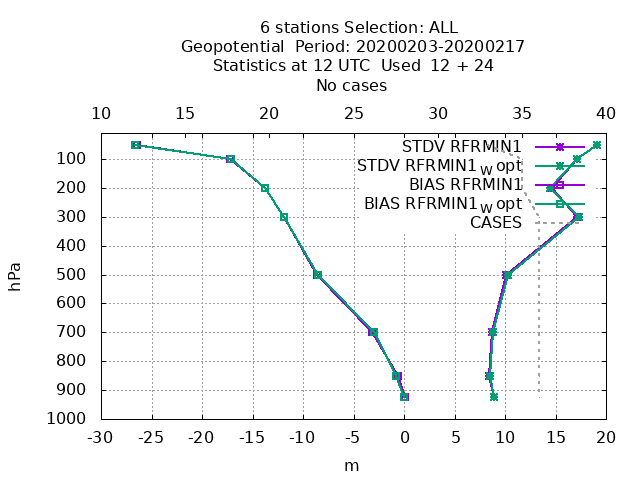 6 stations Selection: ALL
Geopotential  Period: 20200203-20200217
Statistics at 12 UTC  Used  12 + 24
No cases
10 15 20 25 30 35 40
STDV RFRMIN1
STDV RFRMIN1W opt
BIAS RFRMIN1
BIAS RFRMIN1W opt
CASES
100
200
300
400
500
600
700
800
900
1000
hPa
-30 -25 -20 -15 -10 -5 0 5 10 15 20
m